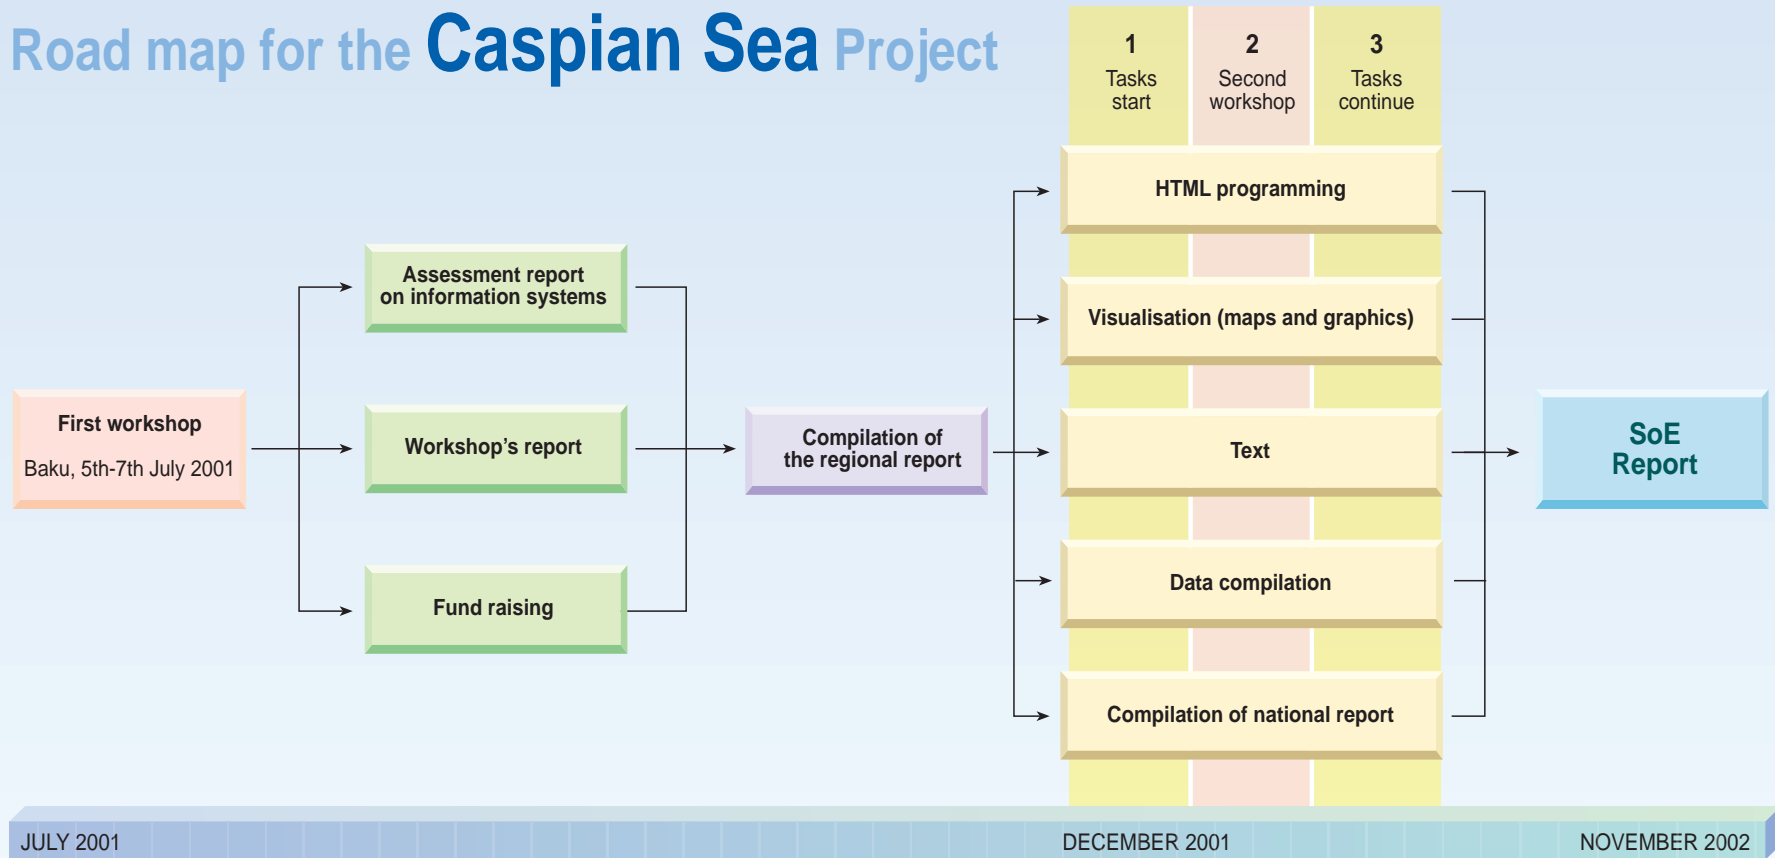 Road map for the Caspian Sea Project
1
Tasks
start
2
Second
workshop
3
Tasks
continue
First workshop
Baku, 5th-7th July 2001
Assessment report
on information systems
Workshop's report
Fund raising
Compilation of
the regional report
HTML programming
Visualisation (maps and graphics)
Text
Data compilation
Compilation of national report
SoE
Report
JULY 2001
DECEMBER 2001
NOVEMBER 2002